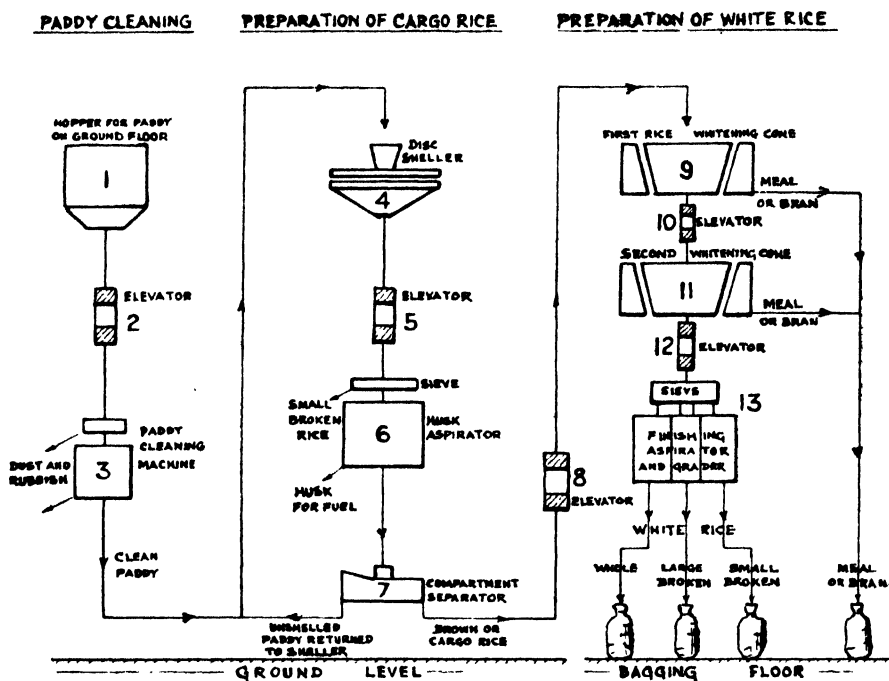 PADDY CLEANING
PREPARATION OF CARGO RICE
PREPARATION OF WHITE RICE
HOPPER FOR PADDY
ON GROUND FLOOR
1
ELEVATOR
2
PADDY
CLEANING
MACHINE
3
DUST AND
RUBBISH
CLEAN
PADDY
DISC
SHELLER
4
ELEVATOR
5
SIEVE
SMALL
BROKEN
RICE
6
HUSK
ASPIRATOR
HUSK
FOR FUEL
7
COMPARTMENT
SEPARATOR
UNSHELLED
PADDY RETURNED
TO SHELLER
BROWN OR
CARGO RICE
8
ELEVATOR
FIRST RICE WHITENING CONE
9
MEAL
OR BRAN
10 ELEVATOR
SECOND WHITENING CONE
11
MEAL
OR BRAN
12 ELEVATOR
SIEVE
13
FINISHING
ASPIRATOR
AND GRADER
WHITE RICE
WHOLE
LARGE
BROKEN
SMALL
BROKEN
MEAL
OR BRAN
GROUND LEVEL
BAGGING FLOOR